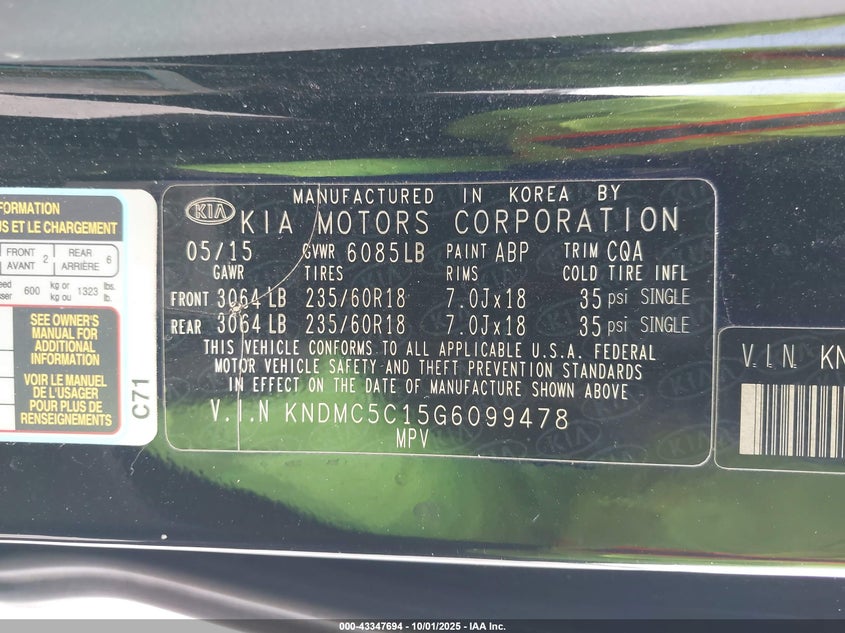 FORMATION
US ET LE CHARGEMENT
FRONT 2 REAR 6
AVANT ARRIÈRE
eed 600 kg or 1323 lbs.
sser kg ou lb.
SEE OWNER'S
MANUAL FOR
ADDITIONAL
INFORMATION
VOIR LE MANUEL
DE L'USAGER
POUR PLUS DE
RENSEIGNEMENTS
C71
MANUFACTURED IN KOREA BY
KIA KIA MOTORS CORPORATION
05/15 GVWR 6085LB PAINT ABP TRIM CQA
GAWR TIRES RIMS COLD TIRE INFL
FRONT 3064 LB 235/60R18 7.0Jx18 35 psi SINGLE
REAR 3064 LB 235/60R18 7.0Jx18 35 psi SINGLE
THIS VEHICLE CONFORMS TO ALL APPLICABLE U.S.A. FEDERAL
MOTOR VEHICLE SAFETY AND THEFT PREVENTION STANDARDS
IN EFFECT ON THE DATE OF MANUFACTURE SHOWN ABOVE
V.I.N KNDMC5C15G6099478
MPV
V.I.N KN
000-43347694 - 10/01/2025 - IAA Inc.